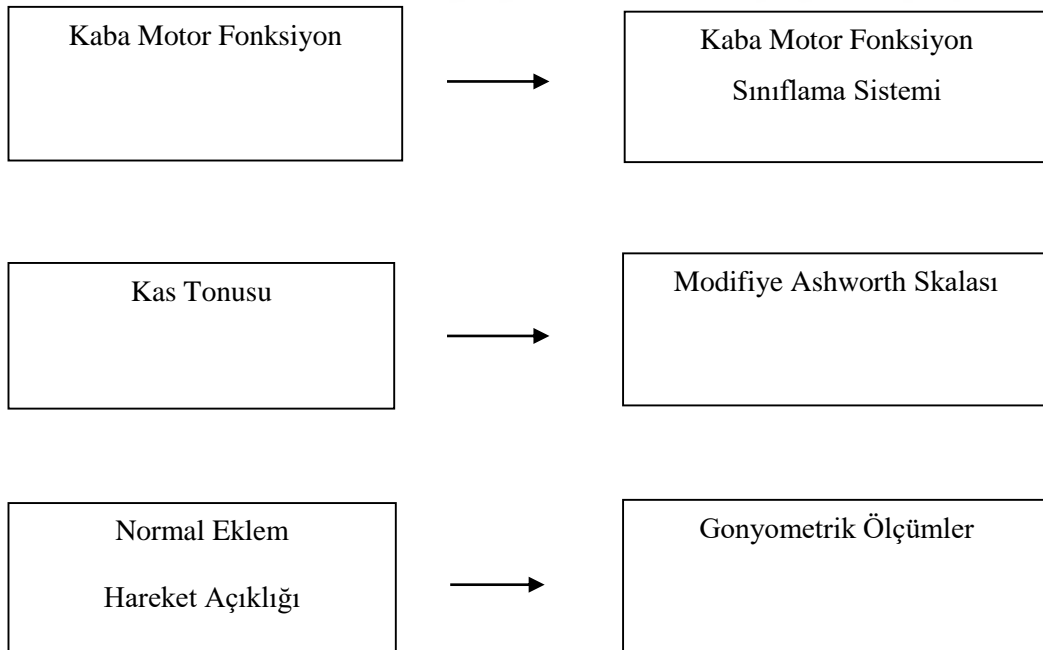 Kaba Motor Fonksiyon
Kaba Motor Fonksiyon
Sınıflama Sistemi
Kas Tonusu
Modifiye Ashworth Skalası
Normal Eklem
Hareket Açıklığı
Gonyometrik Ölçümler